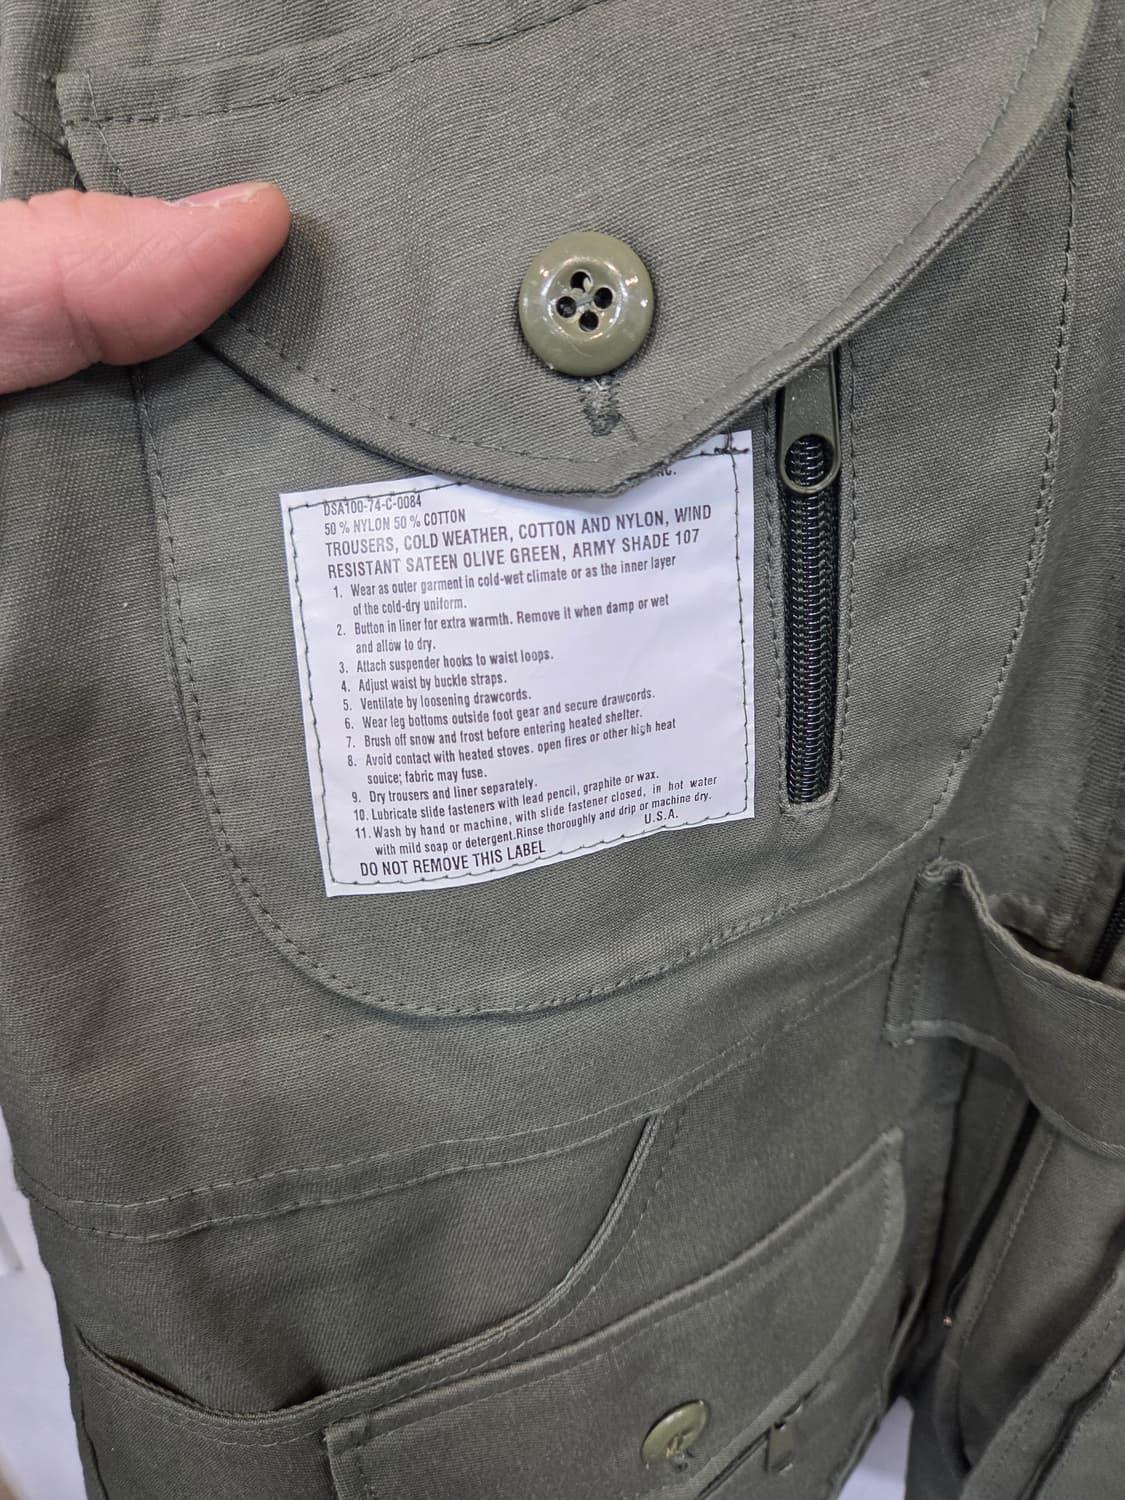 DSA100-74-C-0084
50 % NYLON 50 % COTTON
TROUSERS, COLD WEATHER, COTTON AND NYLON, WIND
RESISTANT SATEEN OLIVE GREEN, ARMY SHADE 107
1. Wear as outer garment in cold-wet climate or as the inner layer
of the cold-dry uniform.
2. Button in liner for extra warmth. Remove it when damp or wet
and allow to dry.
3. Attach suspender hooks to waist loops.
4. Adjust waist by buckle straps.
5. Ventilate by loosening drawcords.
6. Wear leg bottoms outside foot gear and secure drawcords.
7. Brush off snow and frost before entering heated shelter.
8. Avoid contact with heated stoves. open fires or other high heat
souice; fabric may fuse.
9. Dry trousers and liner separately.
10. Lubricate slide fasteners with lead pencil, graphite or wax.
11. Wash by hand or machine, with slide fastener closed, in hot water
with mild soap or detergent.Rinse thoroughly and drip or machine dry.
U.S.A.
DO NOT REMOVE THIS LABEL